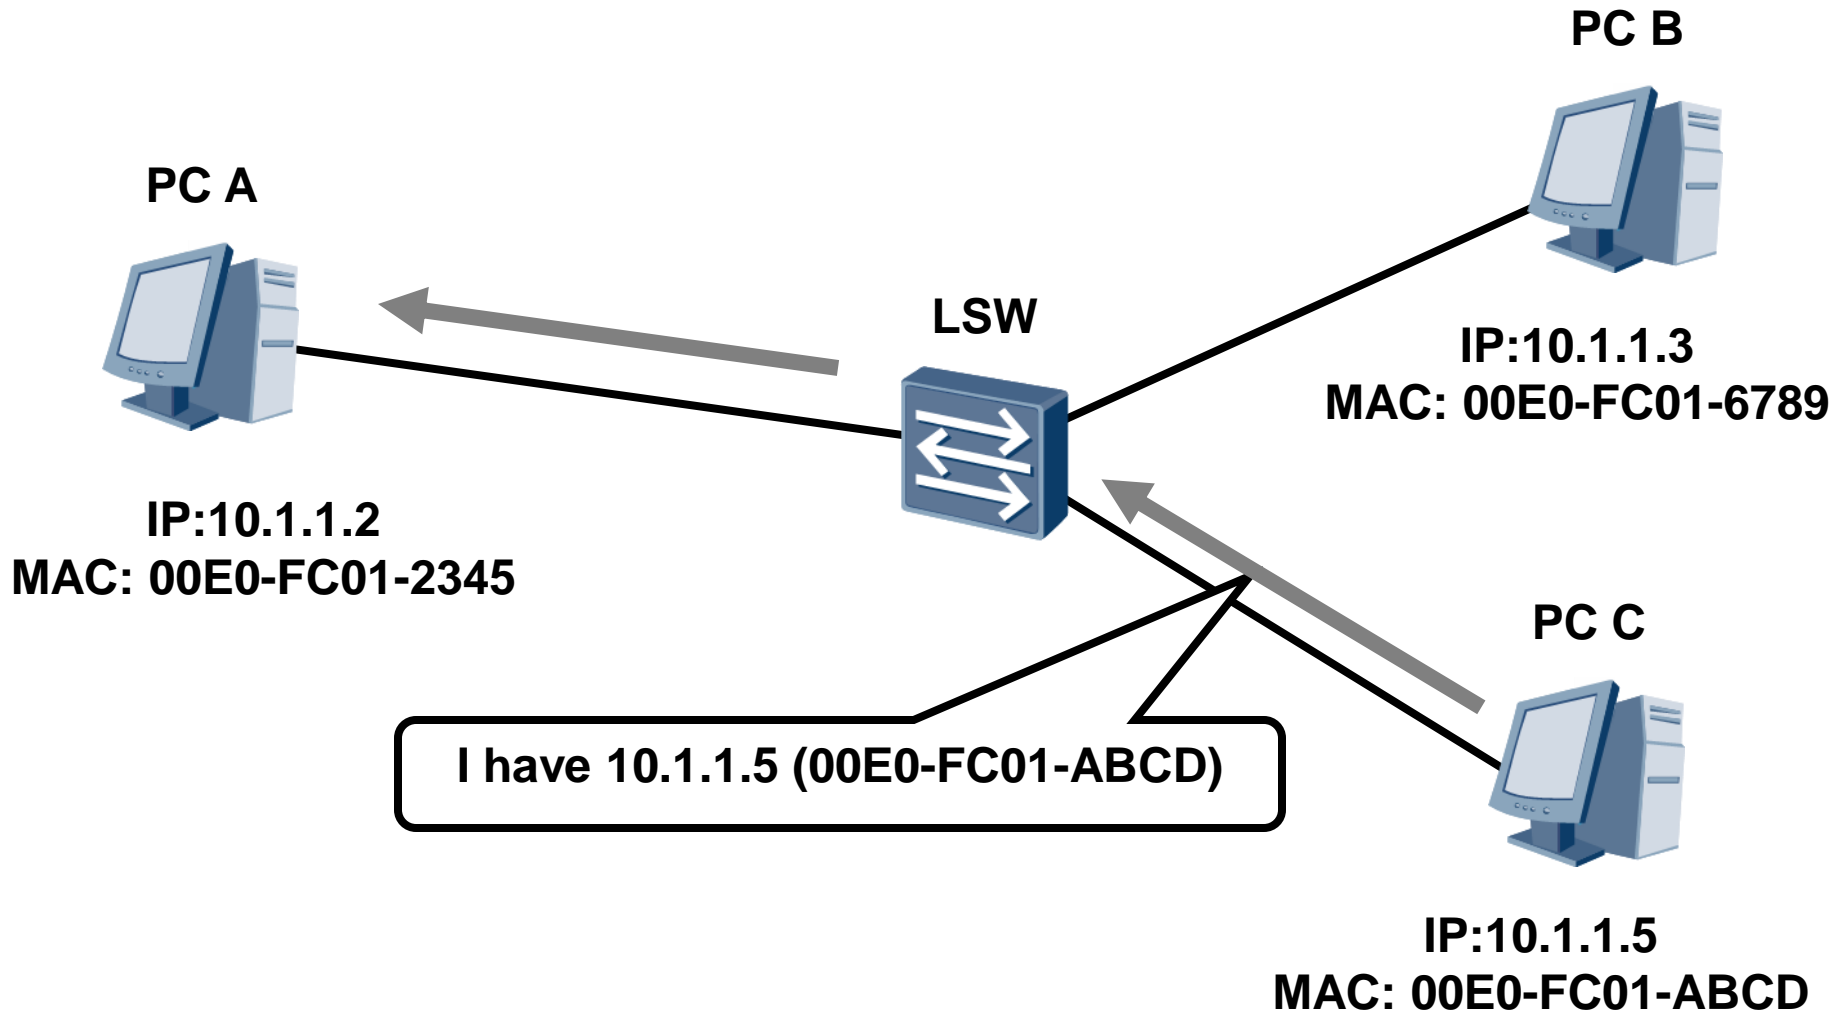 PC B
PC A
LSW
IP:10.1.1.3
MAC: 00E0-FC01-6789
IP:10.1.1.2
MAC: 00E0-FC01-2345
PC C
I have 10.1.1.5 (00E0-FC01-ABCD)
IP:10.1.1.5
MAC: 00E0-FC01-ABCD